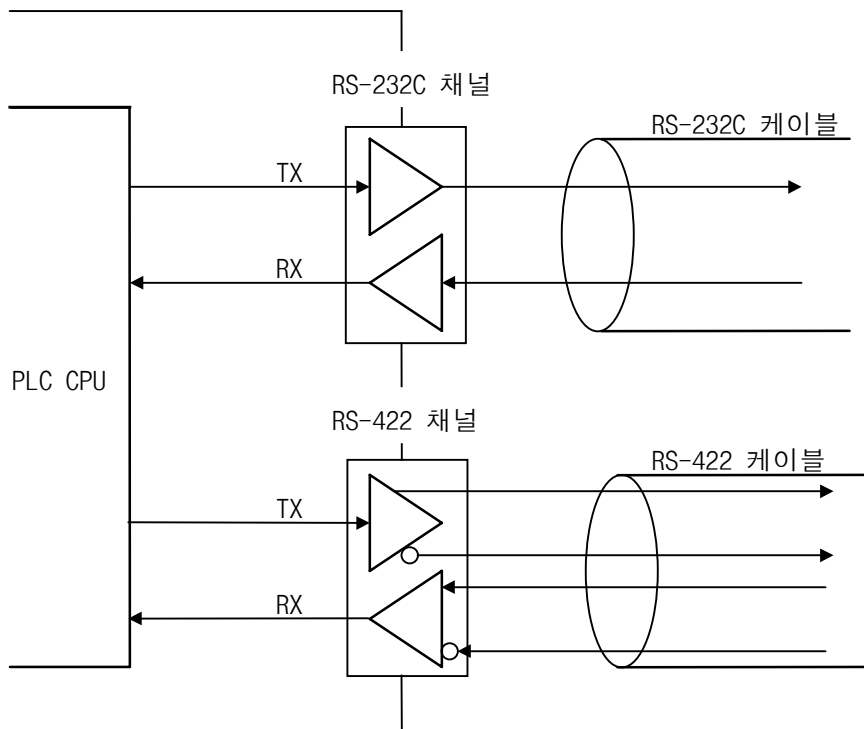 RS-232C 채널
RS-232C 케이블
TX
RX
PLC CPU
RS-422 채널
RS-422 케이블
TX
RX